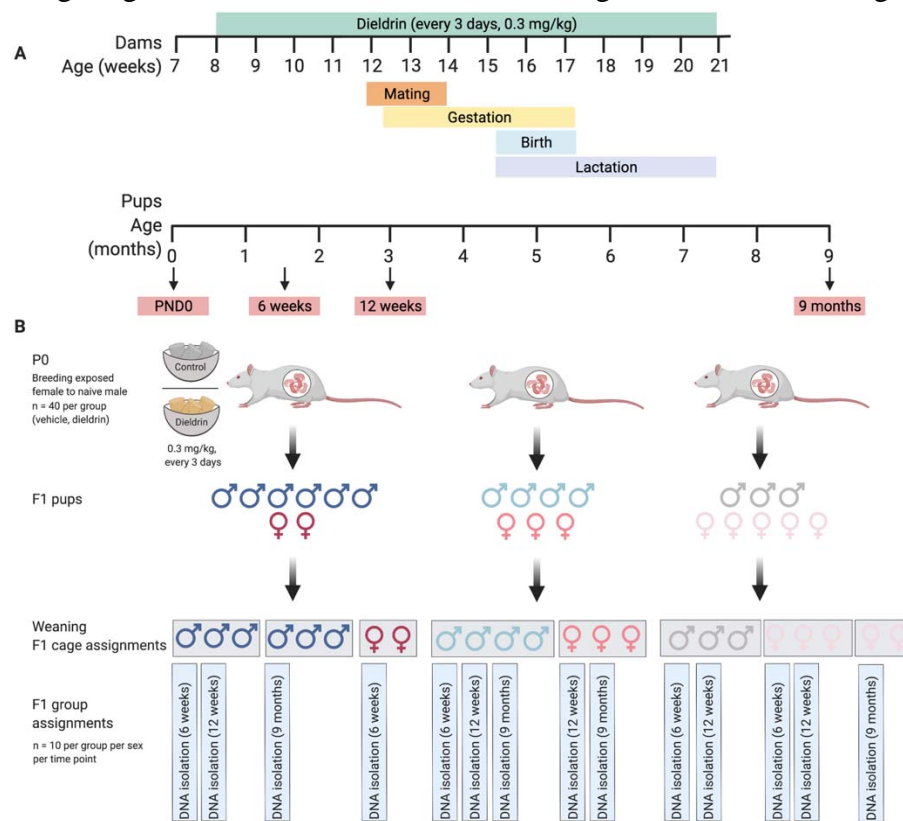 Dieldrin (every 3 days, 0.3 mg/kg)
A
Dams
Age (weeks)
7 8 9 10 11 12 13 14 15 16 17 18 19 20 21
Mating
Gestation
Birth
Lactation
Pups
Age
(months)
0 1 2 3 4 5 6 7 8 9
PND0 6 weeks 12 weeks 9 months
B
P0
Breeding exposed
female to naive male
n = 40 per group
(vehicle, dieldrin)
Control
Dieldrin
0.3 mg/kg,
every 3 days
F1 pups
Weaning
F1 cage assignments
F1 group
assignments
n = 10 per group per sex
per time point
DNA isolation (6 weeks)
DNA isolation (12 weeks)
DNA isolation (9 months)
DNA isolation (6 weeks)
DNA isolation (6 weeks)
DNA isolation (12 weeks)
DNA isolation (9 months)
DNA isolation (12 weeks)
DNA isolation (9 months)
DNA isolation (6 weeks)
DNA isolation (12 weeks)
DNA isolation (6 weeks)
DNA isolation (12 weeks)
DNA isolation (9 months)